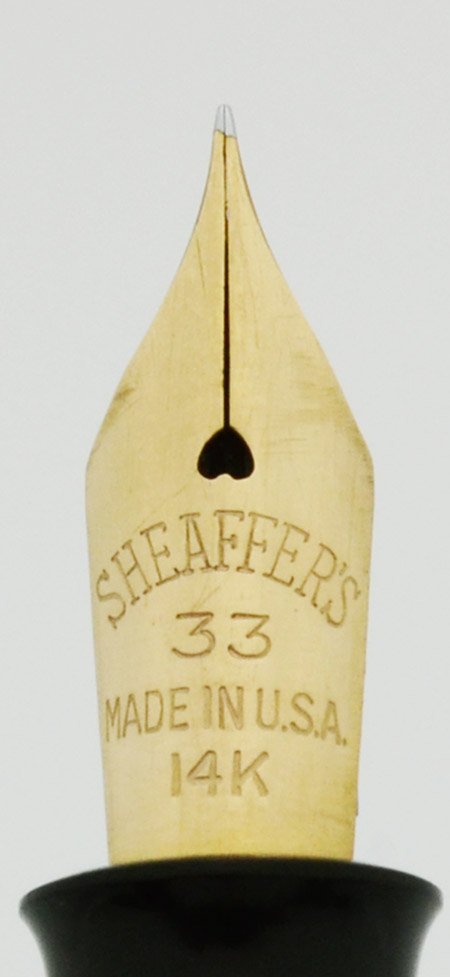 SHEAFFER'S
33
MADE IN U.S.A.
14K